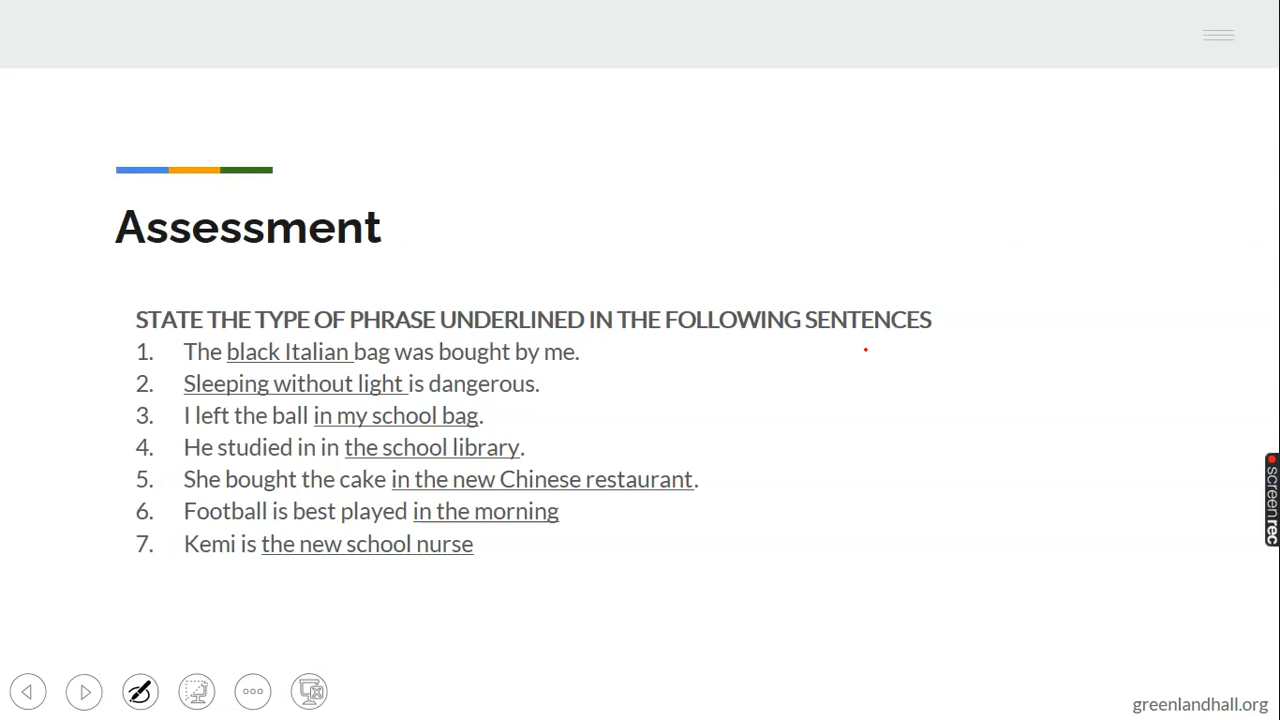 Assessment
STATE THE TYPE OF PHRASE UNDERLINED IN THE FOLLOWING SENTENCES
1. The black Italian bag was bought by me.
2. Sleeping without light is dangerous.
3. I left the ball in my school bag.
4. He studied in in the school library.
5. She bought the cake in the new Chinese restaurant.
6. Football is best played in the morning
7. Kemi is the new school nurse
screenrec
greenlandhall.org